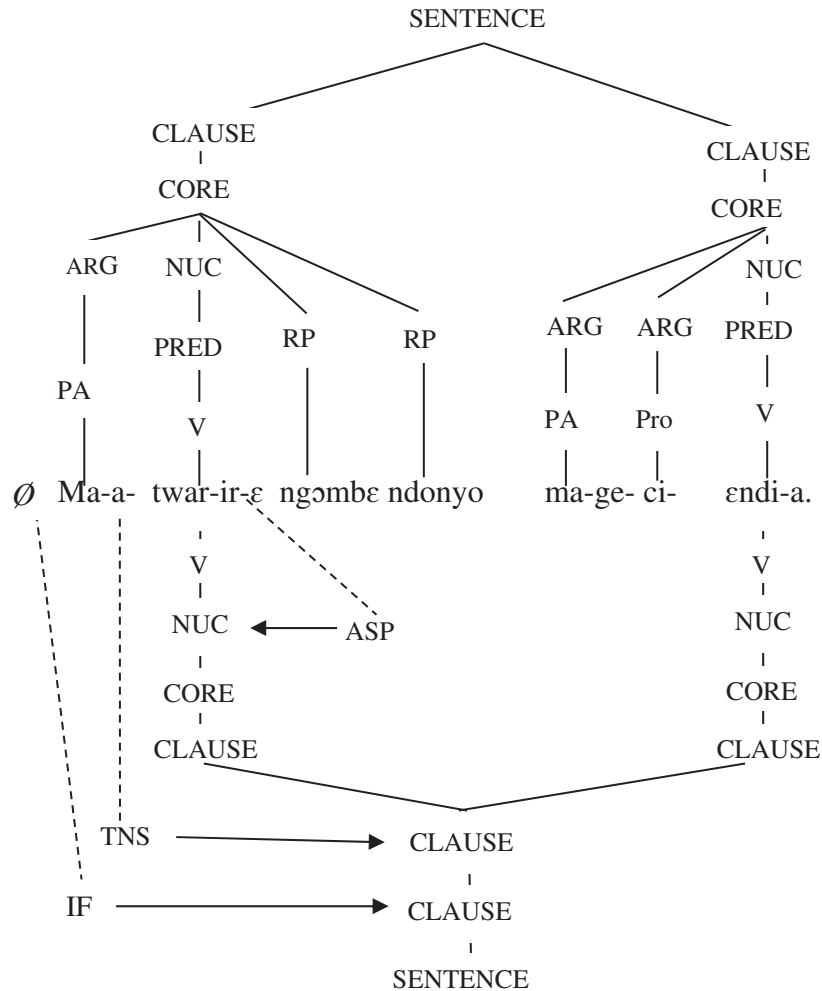 SENTENCE
CLAUSE CLAUSE
CORE CORE
ARG NUC NUC
PRED RP RP ARG ARG PRED
PA V PA Pro V
Ø Ma-a- twar-ir-ɛ ngɔmbɛ ndonyo ma-ge- ci- ɛndi-a.
V V
NUC ASP NUC
CORE CORE
CLAUSE CLAUSE
TNS CLAUSE
IF CLAUSE
SENTENCE